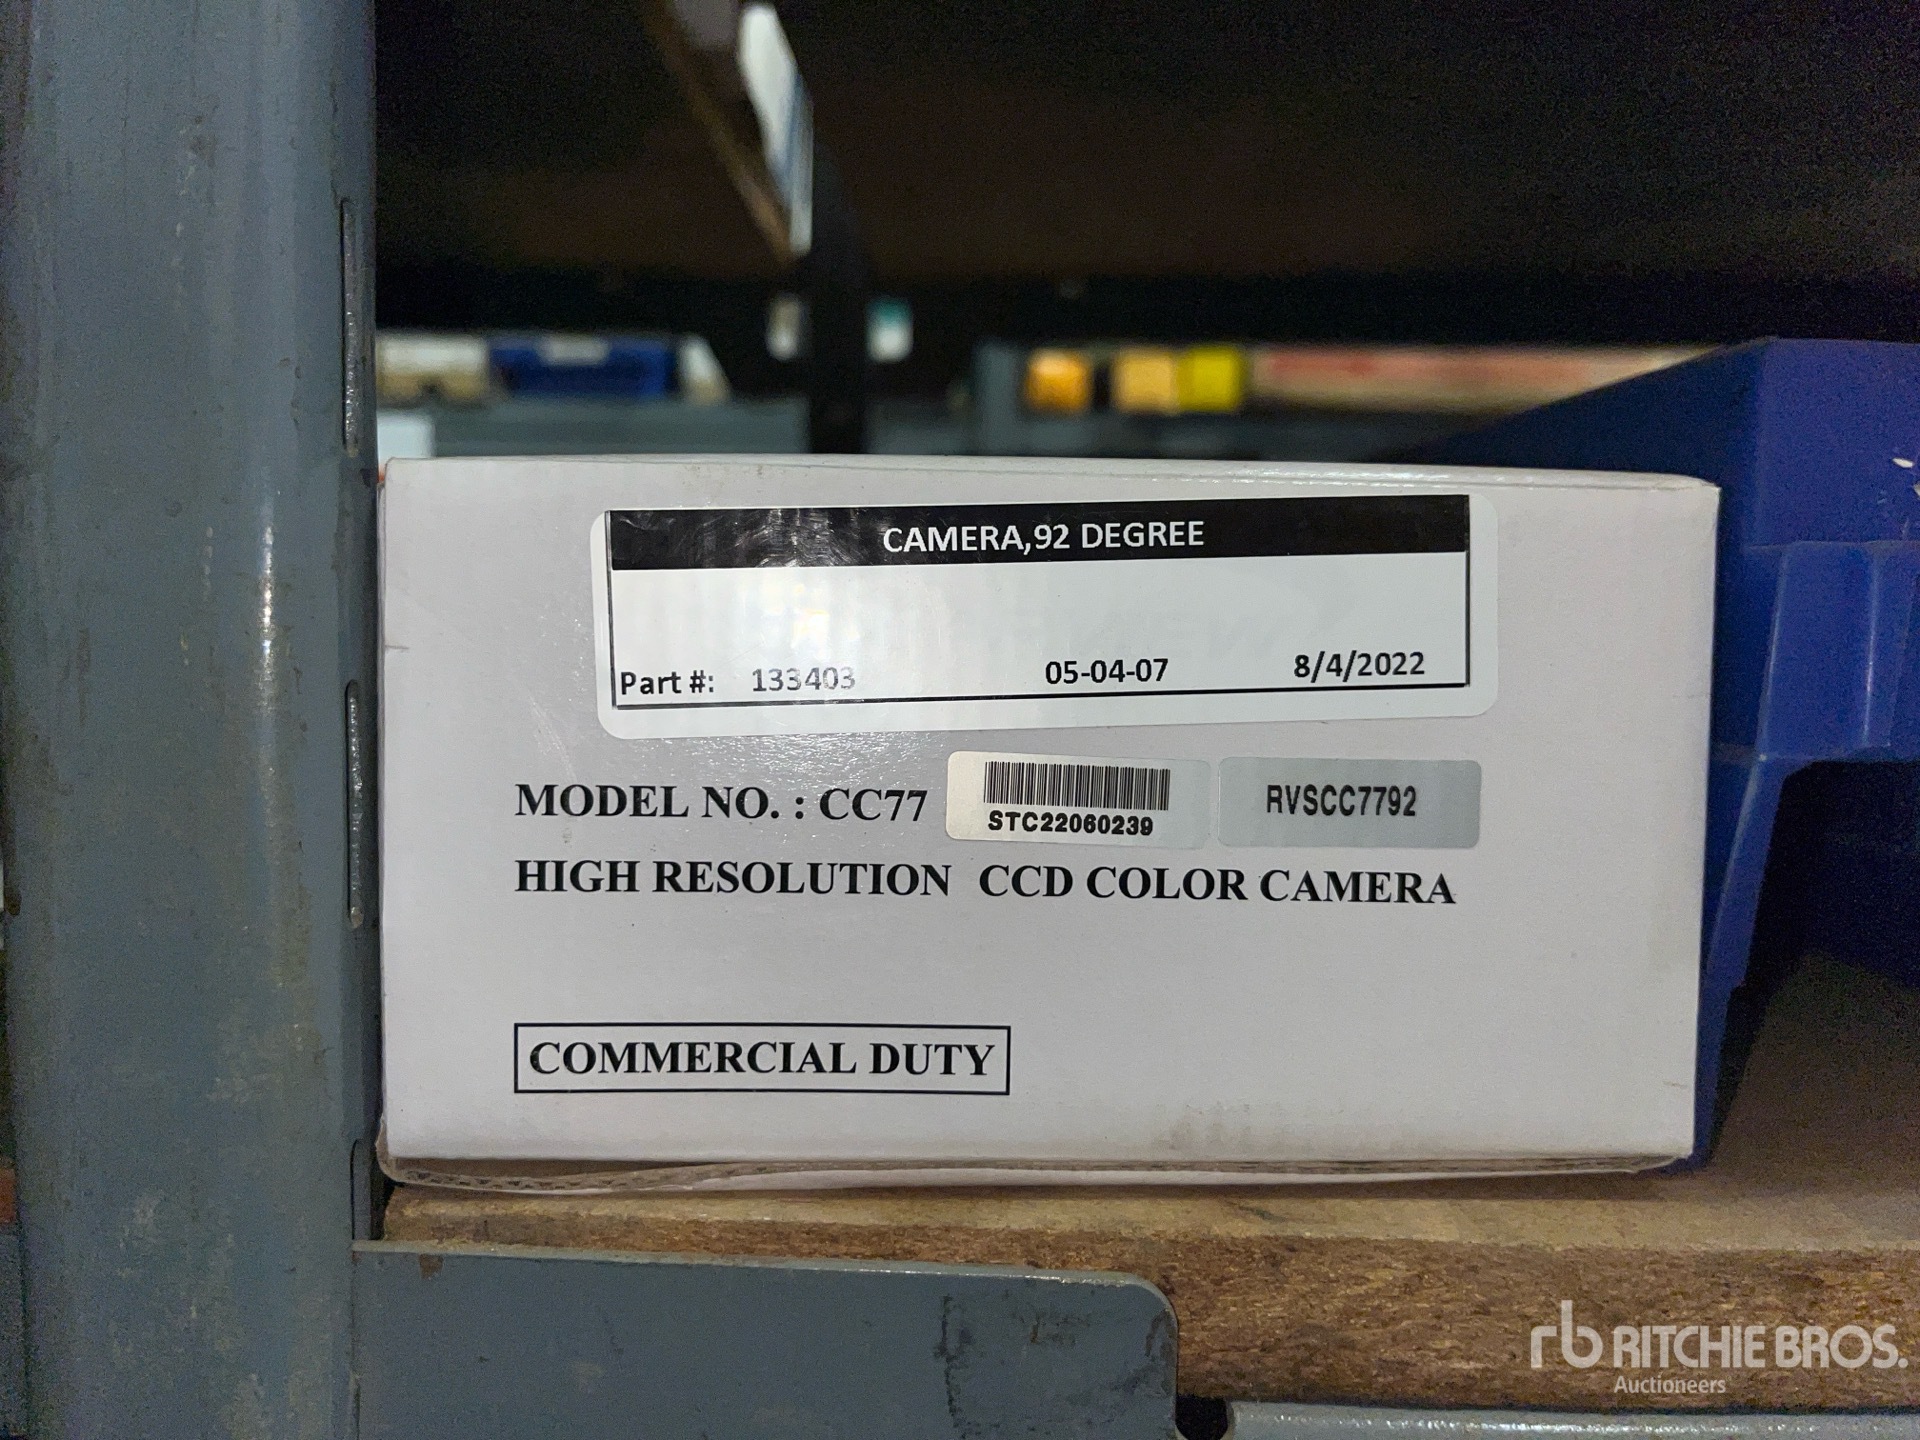 CAMERA,92 DEGREE
Part #: 133403 05-04-07 8/4/2022
MODEL NO. : CC77 STC22060239 RVSCC7792
HIGH RESOLUTION CCD COLOR CAMERA
COMMERCIAL DUTY
rb RITCHIE BROS.
Auctioneers